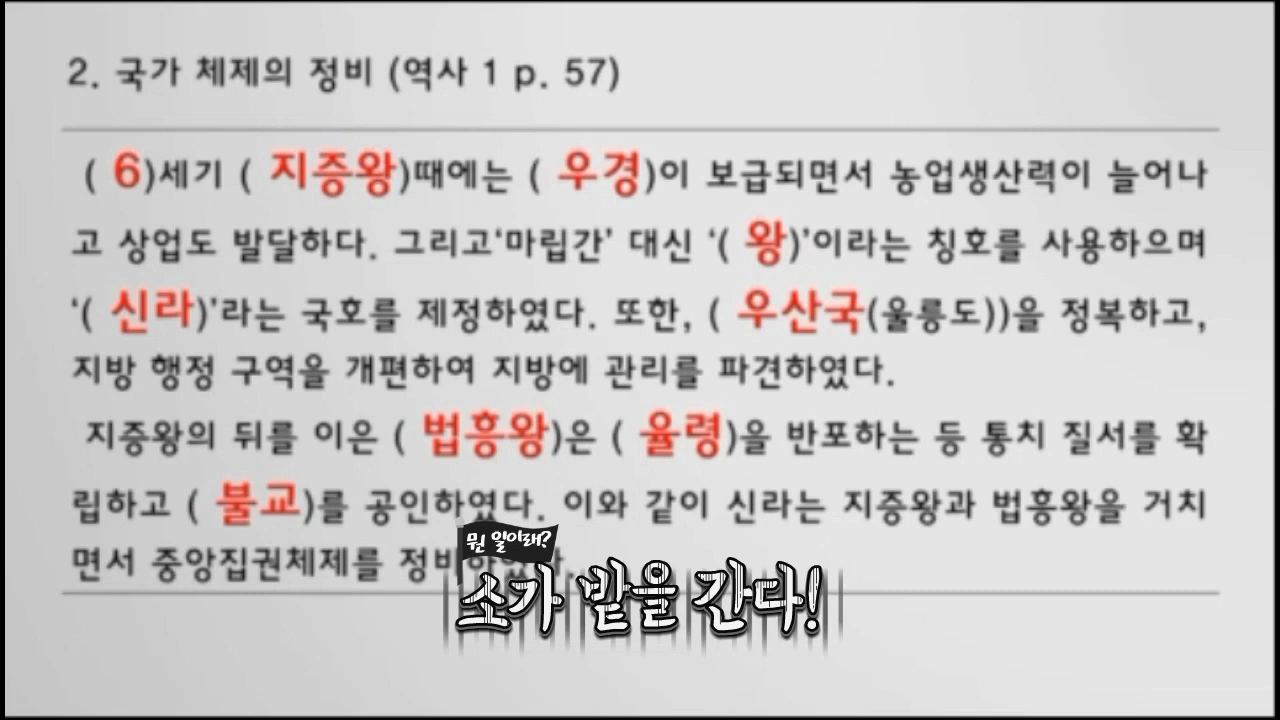 2. 국가 체제의 정비 (역사 1 p. 57)
( 6)세기 ( 지증왕)때에는 ( 우경)이 보급되면서 농업생산력이 늘어나
고 상업도 발달하다. 그리고‘마립간’ 대신 ‘( 왕)’이라는 칭호를 사용하으며
‘( 신라)’라는 국호를 제정하였다. 또한, ( 우산국(울릉도))을 정복하고,
지방 행정 구역을 개편하여 지방에 관리를 파견하였다.
지증왕의 뒤를 이은 ( 법흥왕)은 ( 율령)을 반포하는 등 통치 질서를 확
립하고 ( 불교)를 공인하였다. 이와 같이 신라는 지증왕과 법흥왕을 거치
면서 중앙집권체제를 정비
뭔 일이래?
소가 밭을 간다!